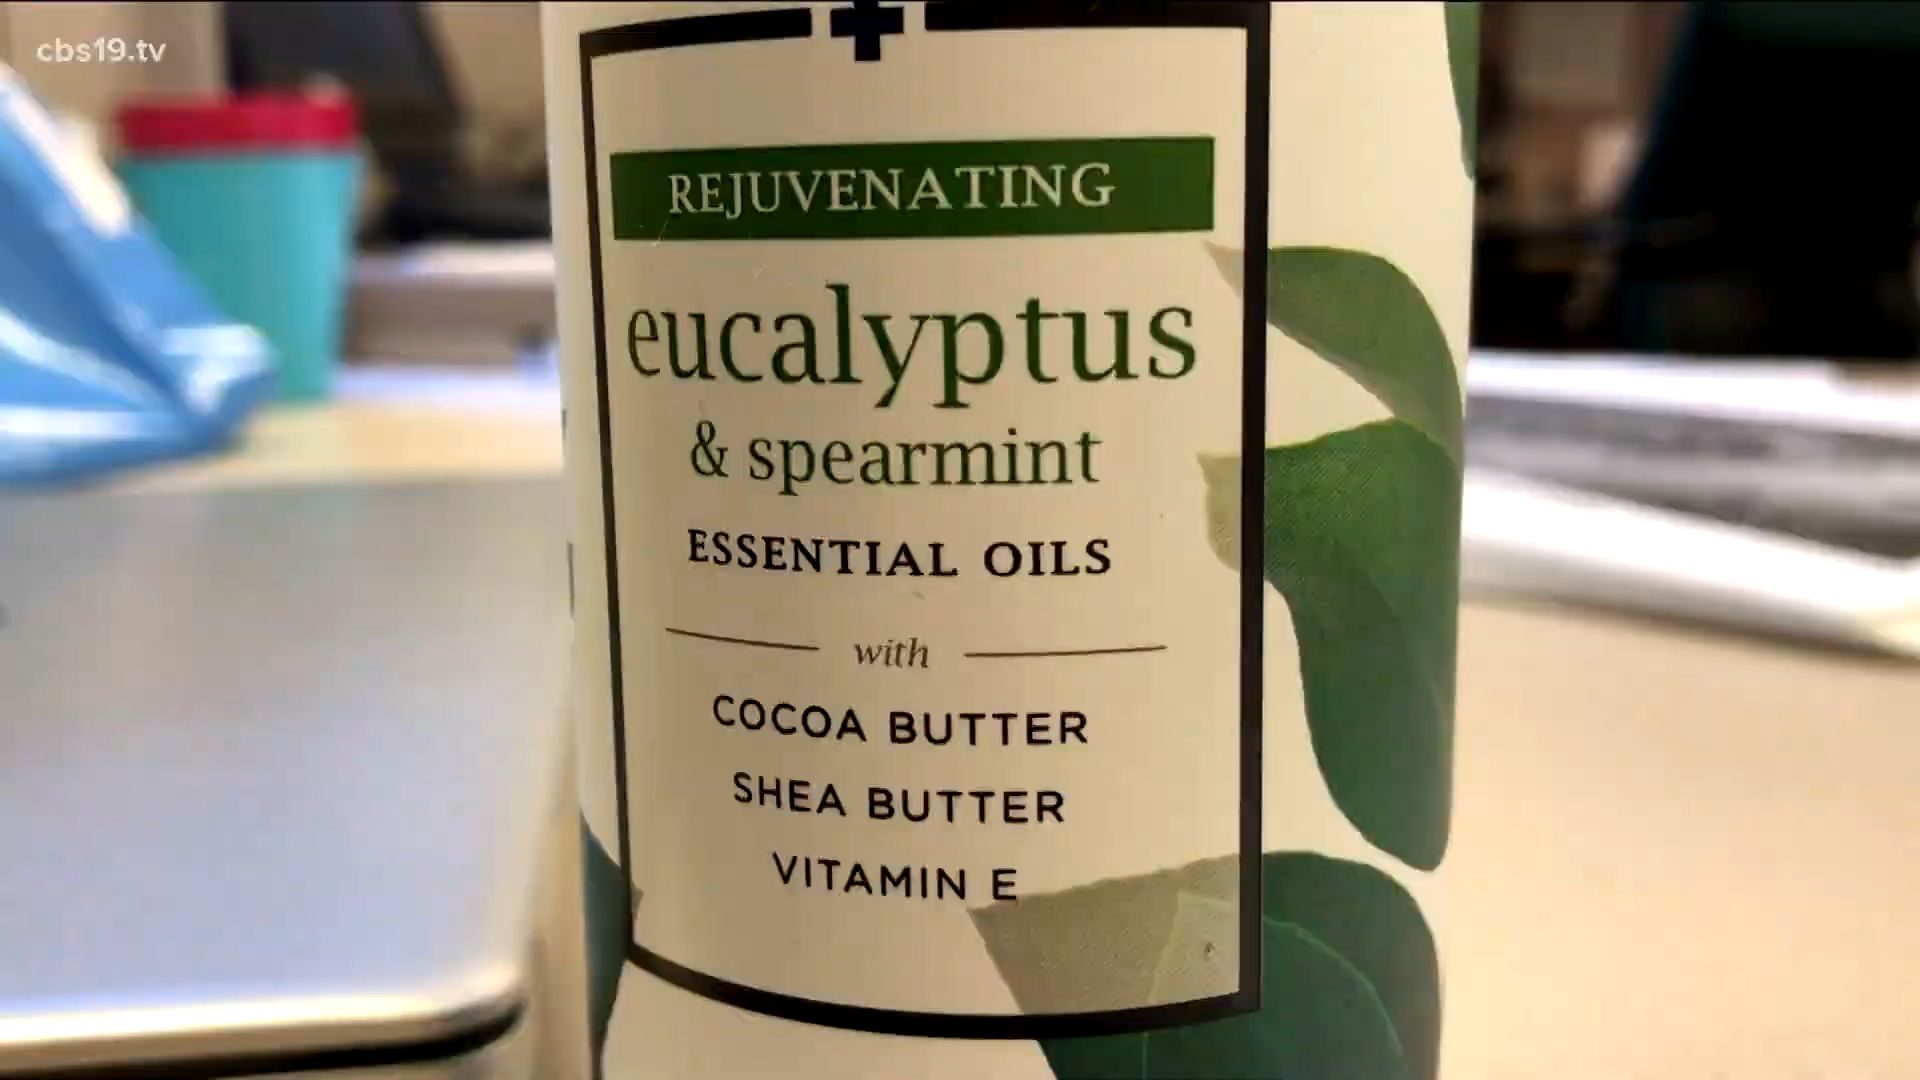 cbs19.tv
REJUVENATING
eucalyptus
& spearmint
ESSENTIAL OILS
with
COCOA BUTTER
SHEA BUTTER
VITAMIN E